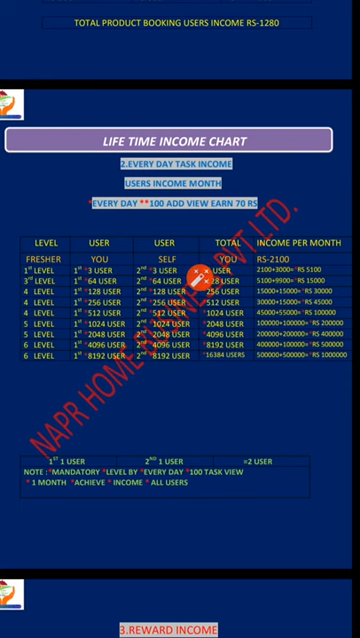 TOTAL PRODUCT BOOKING USERS INCOME RS-1280
LIFE TIME INCOME CHART
2.EVERY DAY TASK INCOME
USERS INCOME MONTH
*EVERY DAY **100 ADD VIEW EARN 70 RS
LEVEL USER USER TOTAL INCOME PER MONTH
FRESHER YOU SELF YOU RS-2100
1st LEVEL 1st *3 USER 2nd *3 USER USER 2100+3000= *RS 5100
3rd LEVEL 1st *64 USER 2nd *64 USER *128 USER 5100+9900= *RS 15000
4 LEVEL 1st *128 USER 2nd *128 USER *256 USER 15000+15000= *RS 30000
4 LEVEL 1st *256 USER 2nd *256 USER *512 USER 30000+15000= *RS 45000
4 LEVEL 1st *512 USER 2nd *512 USER *1024 USER 45000+55000= *RS 100000
5 LEVEL 1st *1024 USER 2nd *1024 USER *2048 USER 100000+100000= *RS 200000
5 LEVEL 1st *2048 USER 2nd *2048 USER *4096 USER 200000+200000= *RS 400000
6 LEVEL 1st *4096 USER 2nd *4096 USER *8192 USER 400000+100000= *RS 500000
6 LEVEL 1st *8192 USER 2nd *8192 USER *16384 USERS 500000+500000= *RS 1000000
NAPR HOME PVT LTD.
1ST 1 USER 2ND 1 USER =2 USER
NOTE : *MANDATORY *LEVEL BY *EVERY DAY *100 TASK VIEW
* 1 MONTH *ACHIEVE * INCOME * ALL USERS
3.REWARD INCOME